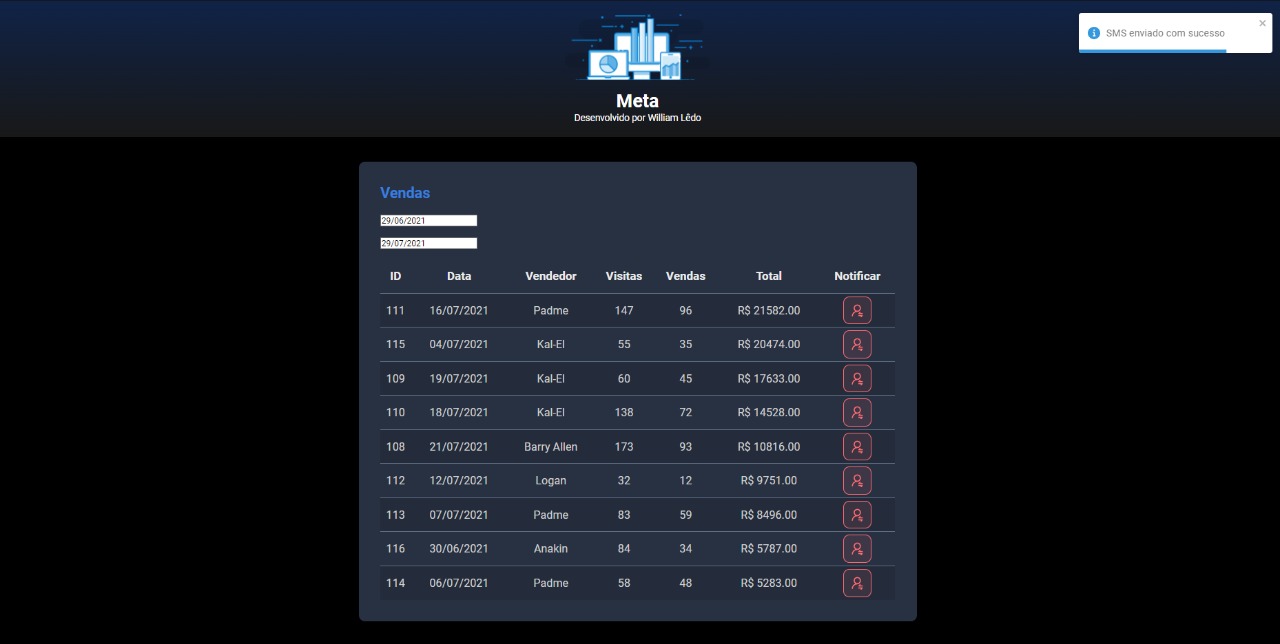 SMS enviado com sucesso
Meta
Desenvolvido por William Lêdo
Vendas
29/06/2021
29/07/2021
ID Data Vendedor Visitas Vendas Total Notificar
111 16/07/2021 Padme 147 96 R$ 21582.00
115 04/07/2021 Kal-El 55 35 R$ 20474.00
109 19/07/2021 Kal-El 60 45 R$ 17633.00
110 18/07/2021 Kal-El 138 72 R$ 14528.00
108 21/07/2021 Barry Allen 173 93 R$ 10816.00
112 12/07/2021 Logan 32 12 R$ 9751.00
113 07/07/2021 Padme 83 59 R$ 8496.00
116 30/06/2021 Anakin 84 34 R$ 5787.00
114 06/07/2021 Padme 58 48 R$ 5283.00